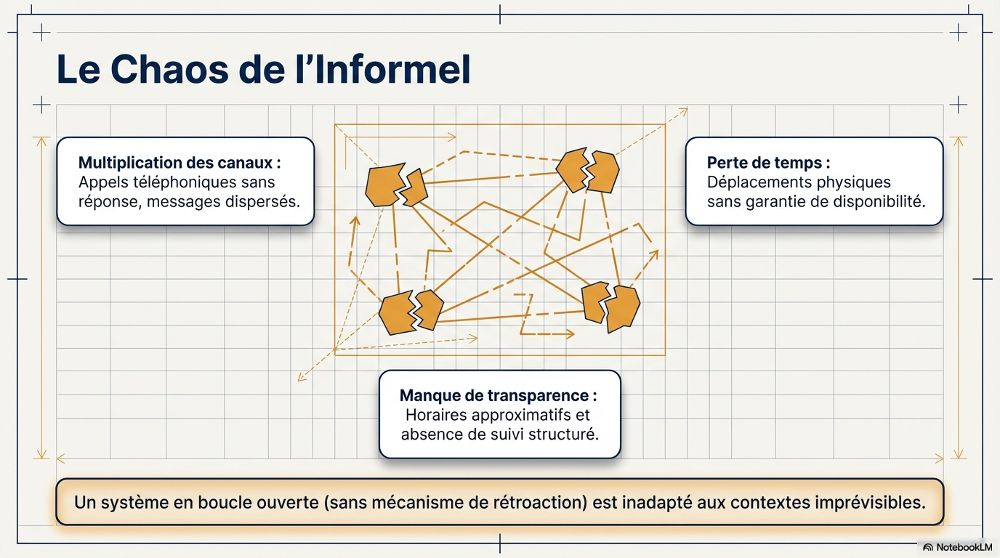 Le Chaos de l’Informel
Multiplication des canaux :
Appels téléphoniques sans
réponse, messages dispersés.
Perte de temps :
Déplacements physiques
sans garantie de disponibilité.
Manque de transparence :
Horaires approximatifs et
absence de suivi structuré.
Un système en boucle ouverte (sans mécanisme de rétroaction) est inadapté aux contextes imprévisibles.
NotebookLM